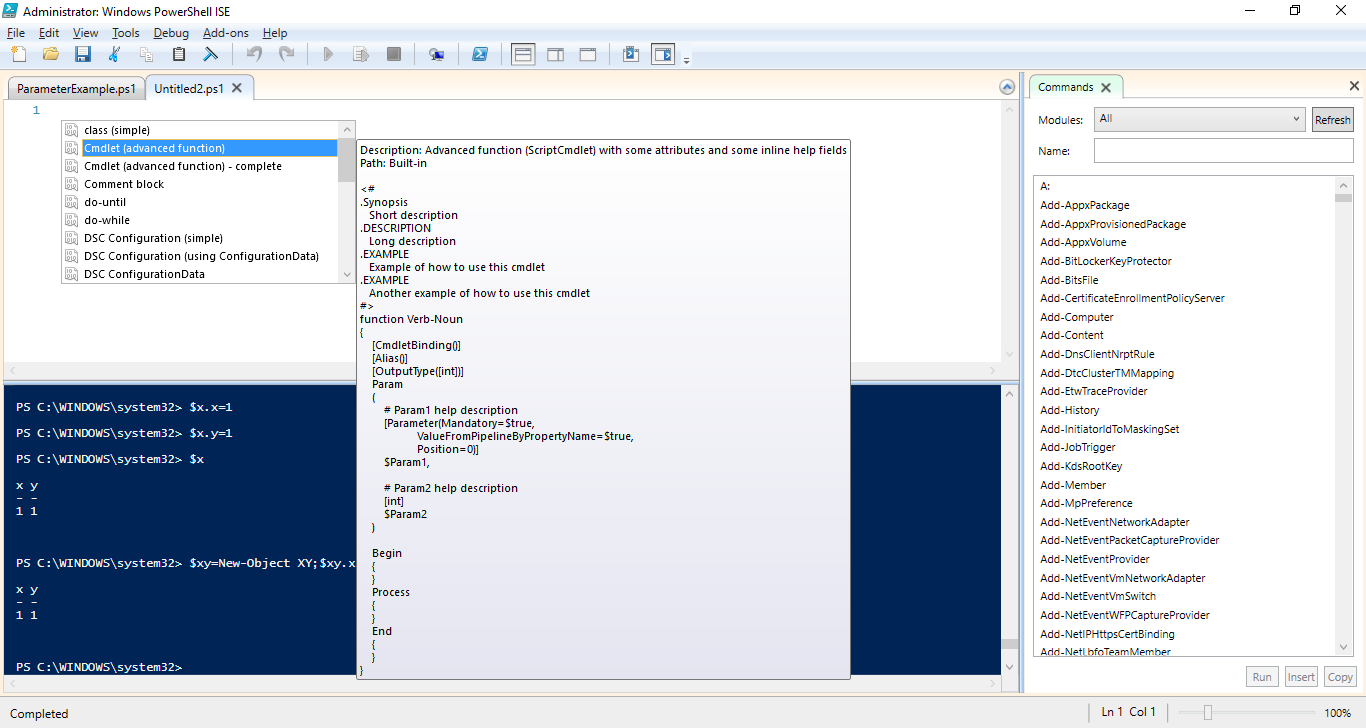 Administrator: Windows PowerShell ISE
File Edit View Tools Debug Add-ons Help
ParameterExample.ps1
Untitled2.ps1
1
class (simple)
Cmdlet (advanced function)
Cmdlet (advanced function) - complete
Comment block
do-until
do-while
DSC Configuration (simple)
DSC Configuration (using ConfigurationData)
DSC ConfigurationData
Description: Advanced function (ScriptCmdlet) with some attributes and some inline help fields
Path: Built-in
<#
.Synopsis
Short description
.DESCRIPTION
Long description
.EXAMPLE
Example of how to use this cmdlet
.EXAMPLE
Another example of how to use this cmdlet
#>
function Verb-Noun
{
[CmdletBinding()]
[Alias()]
[OutputType([int])]
Param
(
# Param1 help description
[Parameter(Mandatory=$true,
ValueFromPipelineByPropertyName=$true,
Position=0)]
$Param1,
# Param2 help description
[int]
$Param2
)
Begin
{
}
Process
{
}
End
{
}
}
PS C:\WINDOWS\system32> $x.x=1
PS C:\WINDOWS\system32> $x.y=1
PS C:\WINDOWS\system32> $x
x y
- -
1 1
PS C:\WINDOWS\system32> $xy=New-Object XY;$xy.x
x y
- -
1 1
PS C:\WINDOWS\system32>
Commands
Modules: All Refresh
Name:
A:
Add-AppxPackage
Add-AppxProvisionedPackage
Add-AppxVolume
Add-BitLockerKeyProtector
Add-BitsFile
Add-CertificateEnrollmentPolicyServer
Add-Computer
Add-Content
Add-DnsClientNrptRule
Add-DtcClusterTMMapping
Add-EtwTraceProvider
Add-History
Add-InitiatorIdToMaskingSet
Add-JobTrigger
Add-KdsRootKey
Add-Member
Add-MpPreference
Add-NetEventNetworkAdapter
Add-NetEventPacketCaptureProvider
Add-NetEventProvider
Add-NetEventVmNetworkAdapter
Add-NetEventVmSwitch
Add-NetEventWFPCaptureProvider
Add-NetIPHttpsCertBinding
Add-NetLbfoTeamMember
Run Insert Copy
Completed
Ln 1 Col 1
100%